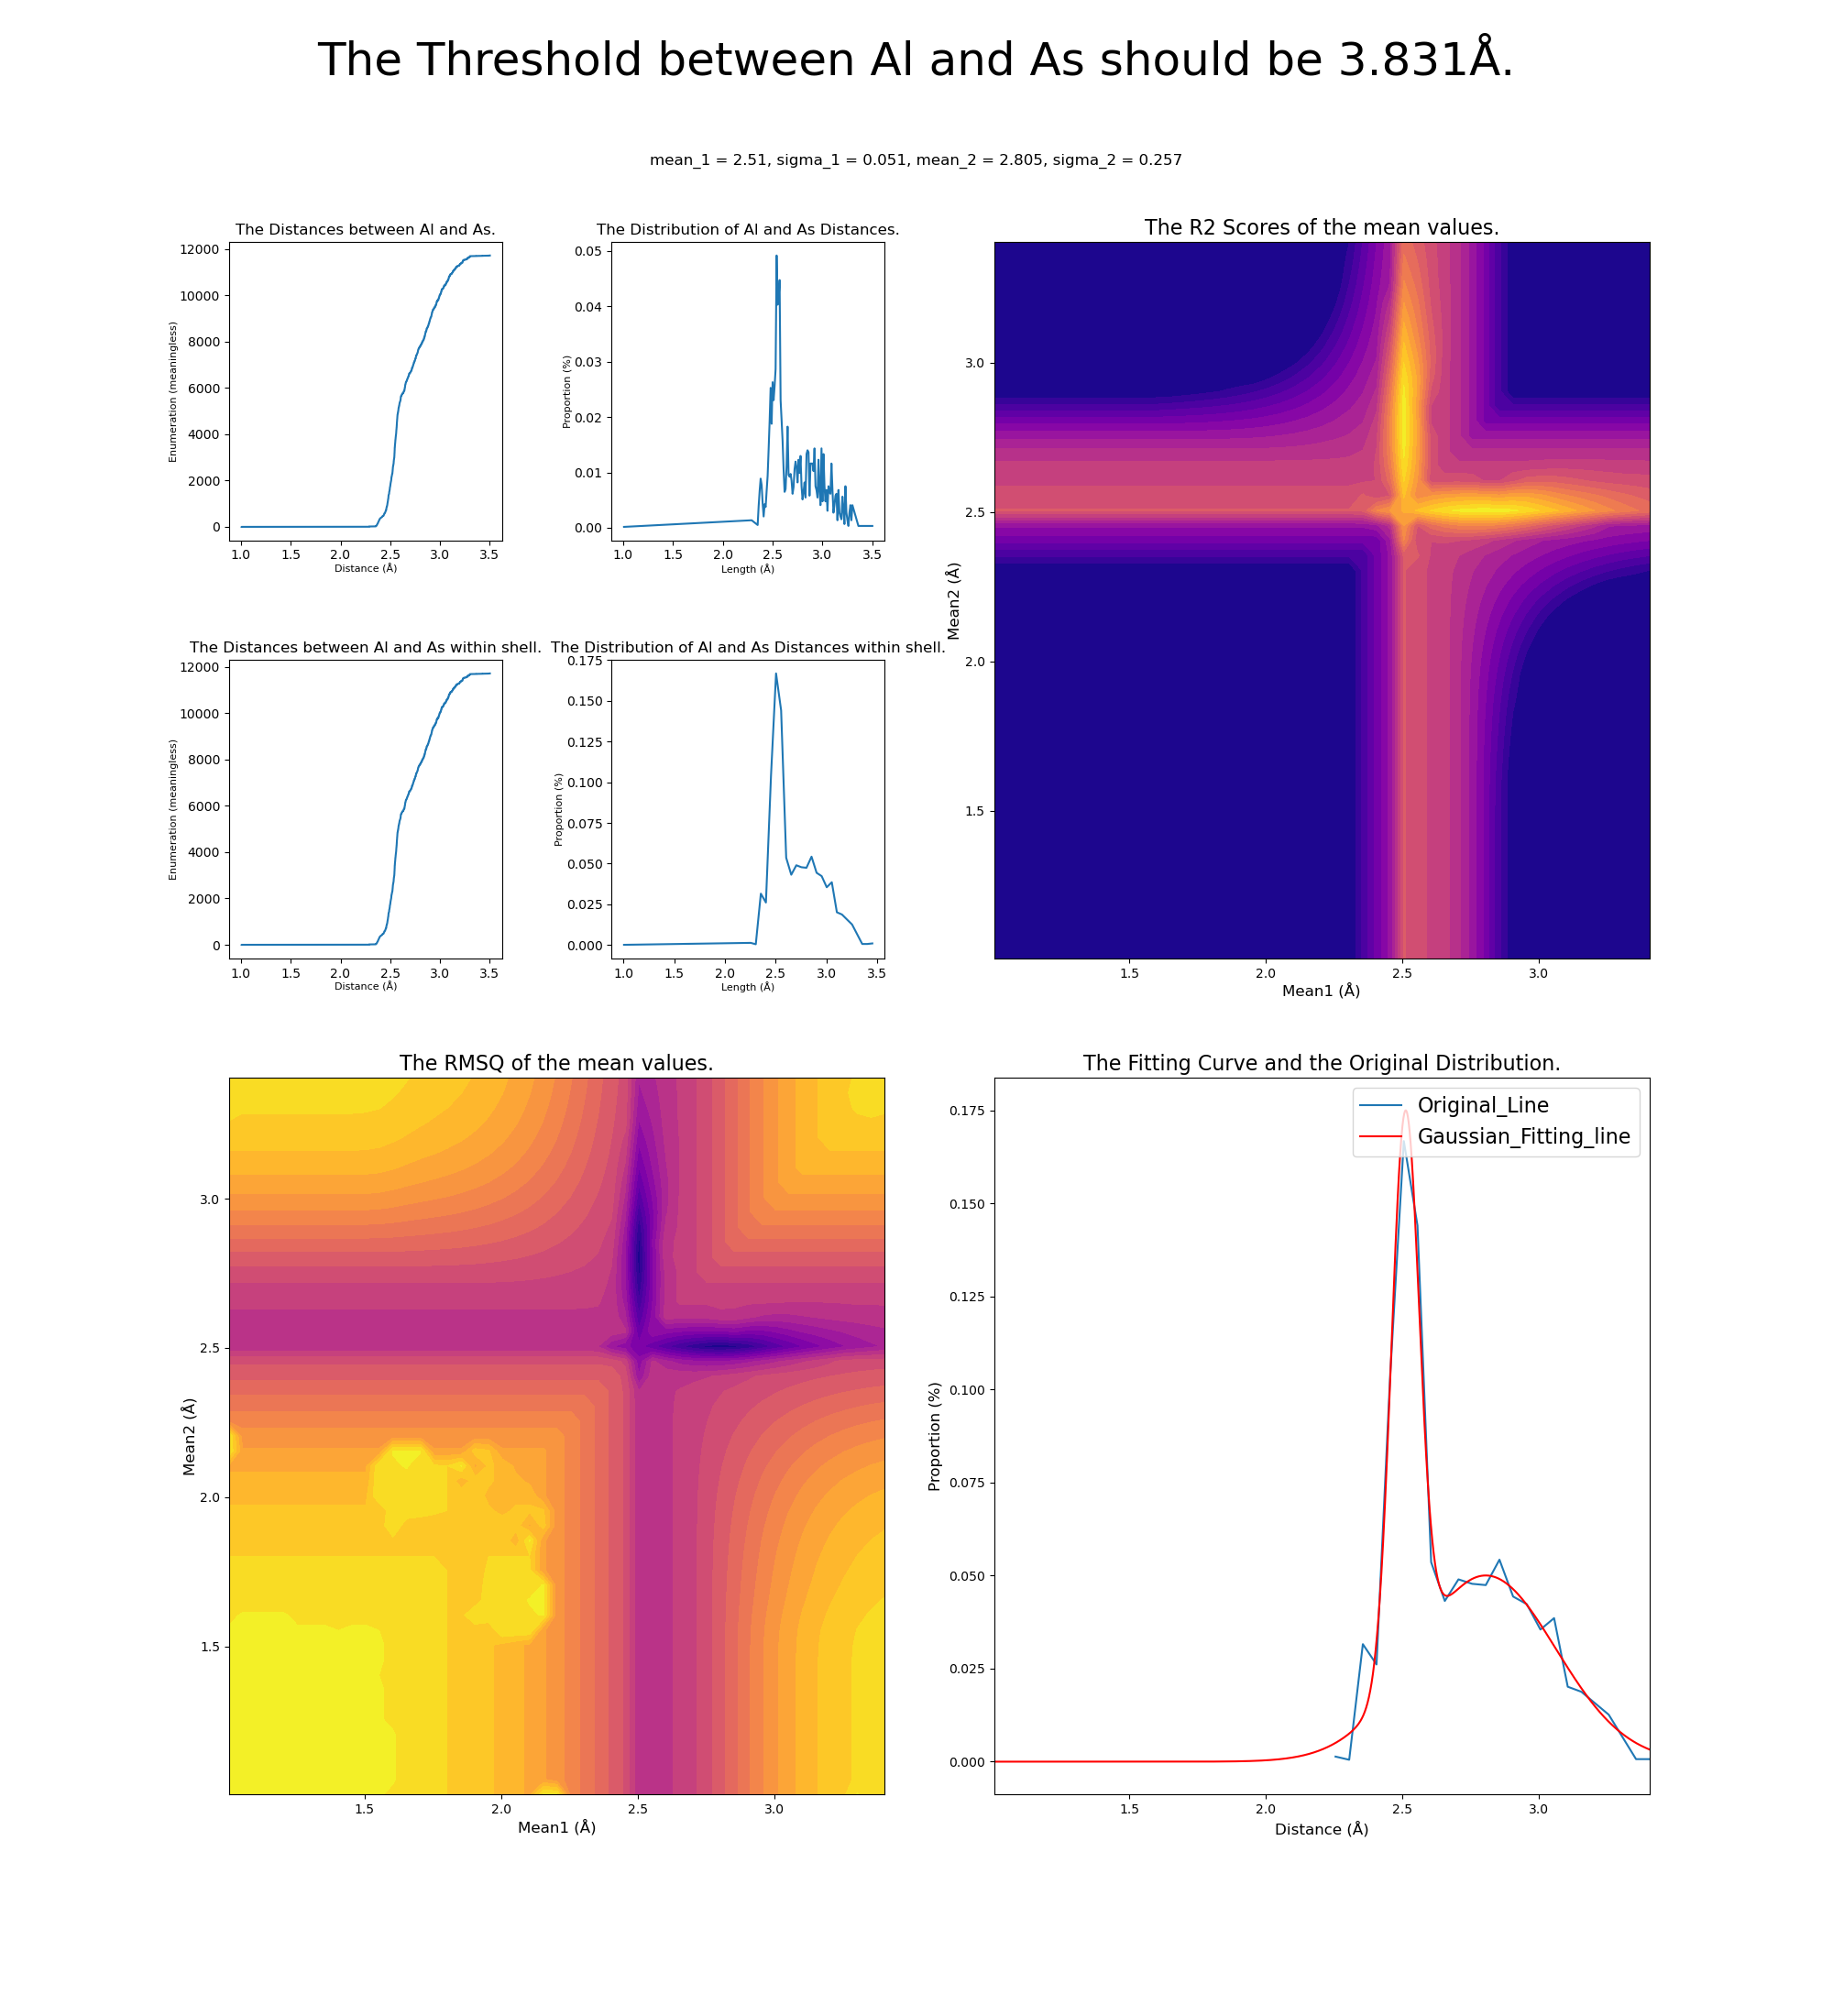 The Threshold between Al and As should be 3.831Å.
mean_1 = 2.51, sigma_1 = 0.051, mean_2 = 2.805, sigma_2 = 0.257
The Distances between Al and As.
12000
10000
8000
6000
4000
2000
0
Enumeration (meaningless)
1.0 1.5 2.0 2.5 3.0 3.5
Distance (Å)
The Distribution of Al and As Distances.
0.05
0.04
0.03
0.02
0.01
0.00
Proportion (%)
1.0 1.5 2.0 2.5 3.0 3.5
Length (Å)
The R2 Scores of the mean values.
3.0
2.5
2.0
1.5
Mean2 (Å)
1.5 2.0 2.5 3.0
Mean1 (Å)
The Distances between Al and As within shell.
12000
10000
8000
6000
4000
2000
0
Enumeration (meaningless)
1.0 1.5 2.0 2.5 3.0 3.5
Distance (Å)
The Distribution of Al and As Distances within shell.
0.175
0.150
0.125
0.100
0.075
0.050
0.025
0.000
Proportion (%)
1.0 1.5 2.0 2.5 3.0 3.5
Length (Å)
The RMSQ of the mean values.
3.0
2.5
2.0
1.5
Mean2 (Å)
1.5 2.0 2.5 3.0
Mean1 (Å)
The Fitting Curve and the Original Distribution.
Original_Line
Gaussian_Fitting_line
0.175
0.150
0.125
0.100
0.075
0.050
0.025
0.000
Proportion (%)
1.5 2.0 2.5 3.0
Distance (Å)